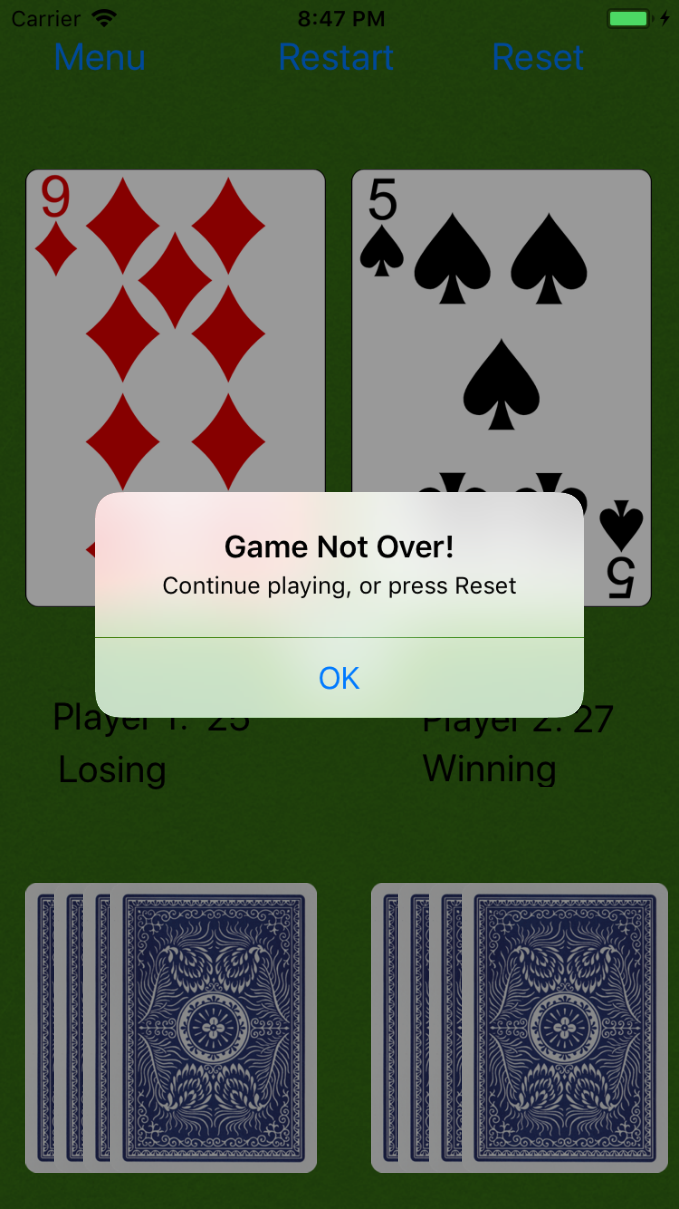 Carrier 8:47 PM
Menu Restart Reset
9 5
Game Not Over!
Continue playing, or press Reset
5
OK
Player 1: 25 Player 2: 27
Losing Winning